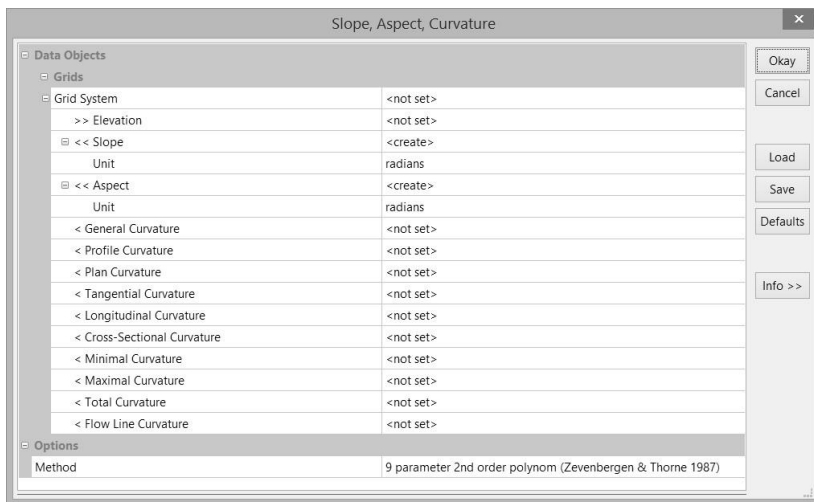 Slope, Aspect, Curvature
Data Objects
Grids
Grid System <not set>
>> Elevation <not set>
<< Slope <create>
Unit radians
<< Aspect <create>
Unit radians
< General Curvature <not set>
< Profile Curvature <not set>
< Plan Curvature <not set>
< Tangential Curvature <not set>
< Longitudinal Curvature <not set>
< Cross-Sectional Curvature <not set>
< Minimal Curvature <not set>
< Maximal Curvature <not set>
< Total Curvature <not set>
< Flow Line Curvature <not set>
Options
Method 9 parameter 2nd order polynom (Zevenbergen & Thorne 1987)
Okay
Cancel
Load
Save
Defaults
Info >>